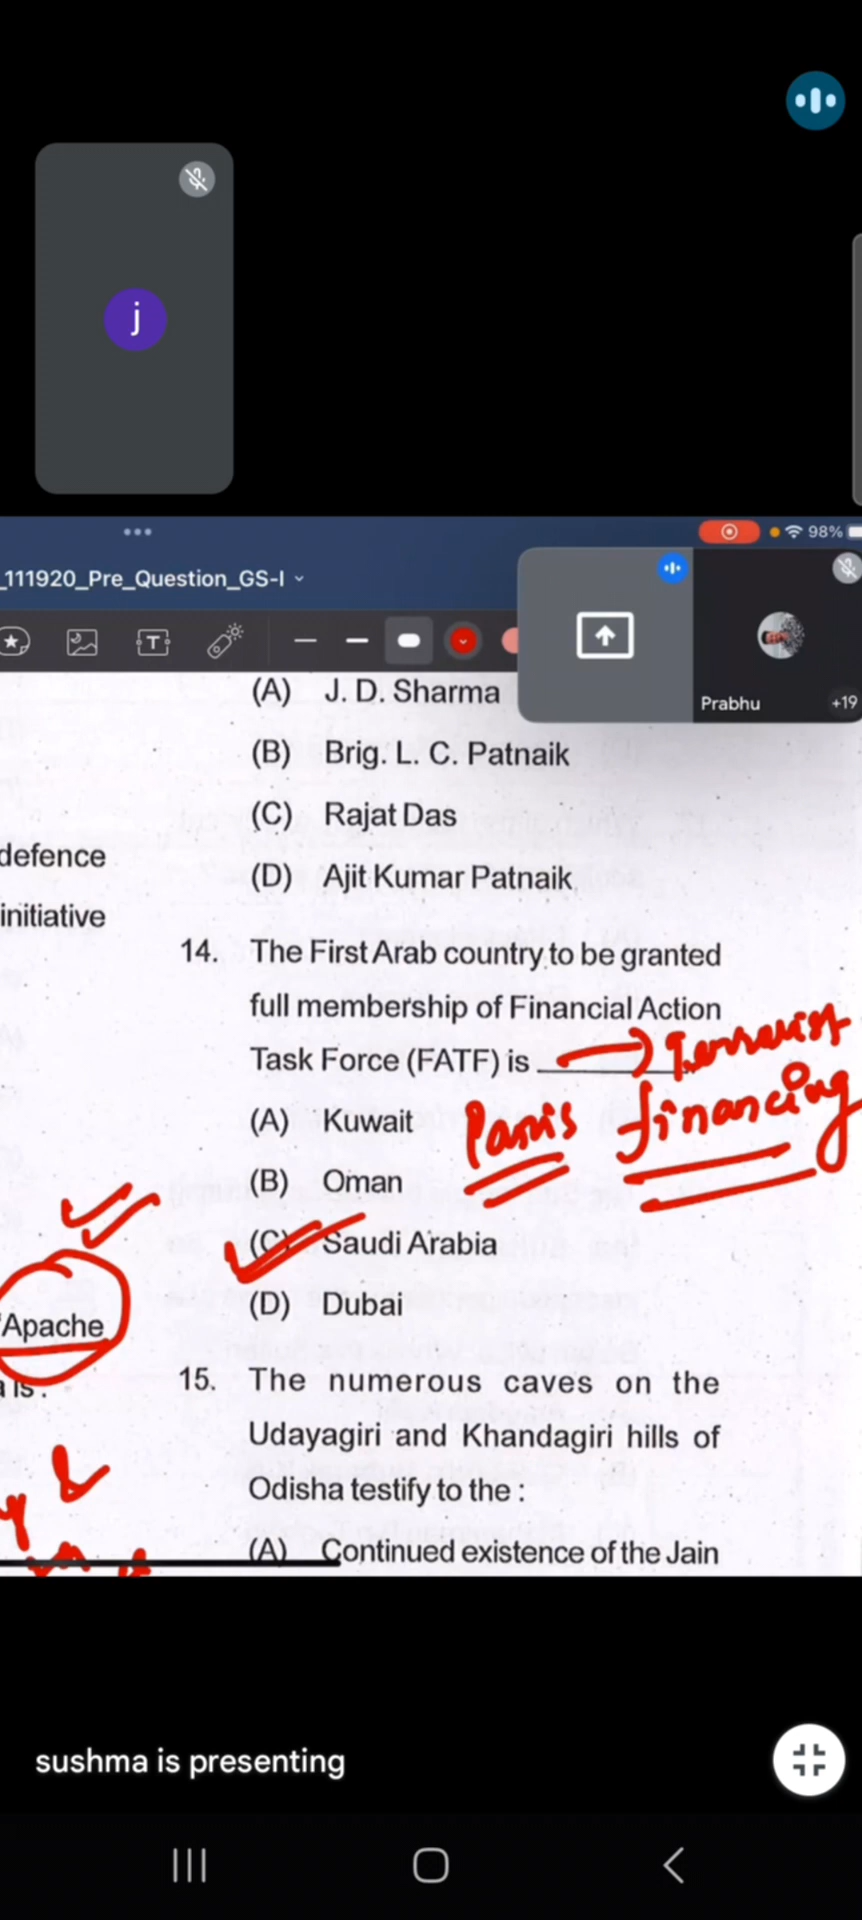 j
98%
_111920_Pre_Question_GS-I
T
Prabhu
+19
(A) J. D. Sharma
(B) Brig. L. C. Patnaik
(C) Rajat Das
(D) Ajit Kumar Patnaik
defence
initiative
14. The First Arab country to be granted
full membership of Financial Action
Task Force (FATF) is
Terrorist
Paris financing
(A) Kuwait
(B) Oman
(C) Saudi Arabia
(D) Dubai
'Apache
a is :
15. The numerous caves on the
Udayagiri and Khandagiri hills of
Odisha testify to the :
(A) Continued existence of the Jain
sushma is presenting